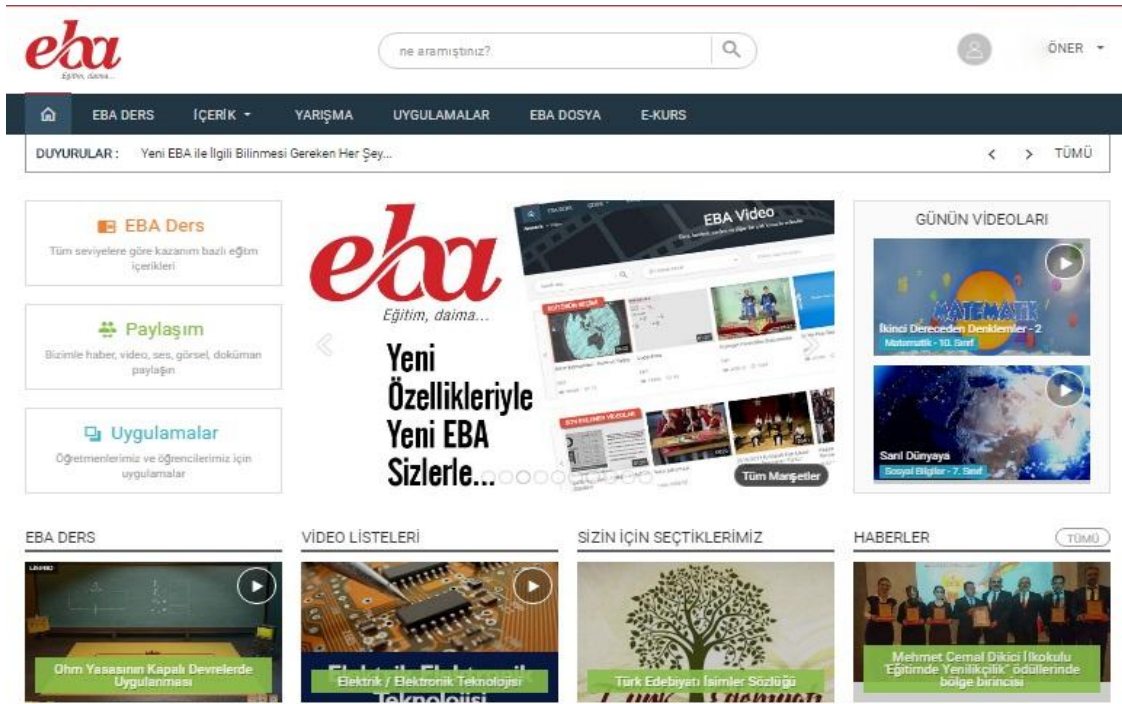 eba
Eğitim, daima...
ne aramıştınız?
ÖNER
EBA DERS
İÇERİK
YARIŞMA
UYGULAMALAR
EBA DOSYA
E-KURS
DUYURULAR : Yeni EBA ile İlgili Bilinmesi Gereken Her Şey...
TÜMÜ
EBA Ders
Tüm seviyelere göre kazanım bazlı eğitim
içerikleri
Paylaşım
Bizimle haber, video, ses, görsel, doküman
paylaşın
Uygulamalar
Öğretmenlerimiz ve öğrencilerimiz için
uygulamalar
eba
Eğitim, daima...
Yeni
Özellikleriyle
Yeni EBA
Sizlerle...
EBA Video
Tüm Manşetler
GÜNÜN VİDEOLARI
MATEMATİK
İkinci Dereceden Denklemler - 2
Matematik - 10. Sınıf
Sarıl Dünyaya
Sosyal Bilgiler - 7. Sınıf
EBA DERS
Ohm Yasasının Kapalı Devrelerde
Uygulanması
VİDEO LİSTELERİ
Elektrik / Elektronik Teknolojisi
Teknolojisi
SİZİN İÇİN SEÇTİKLERİMİZ
Türk Edebiyatı İsimler Sözlüğü
HABERLER
TÜMÜ
Mehmet Cemal Dikici İlkokulu
"Eğitimde Yenilikçilik" ödüllerinde
bölge birincisi